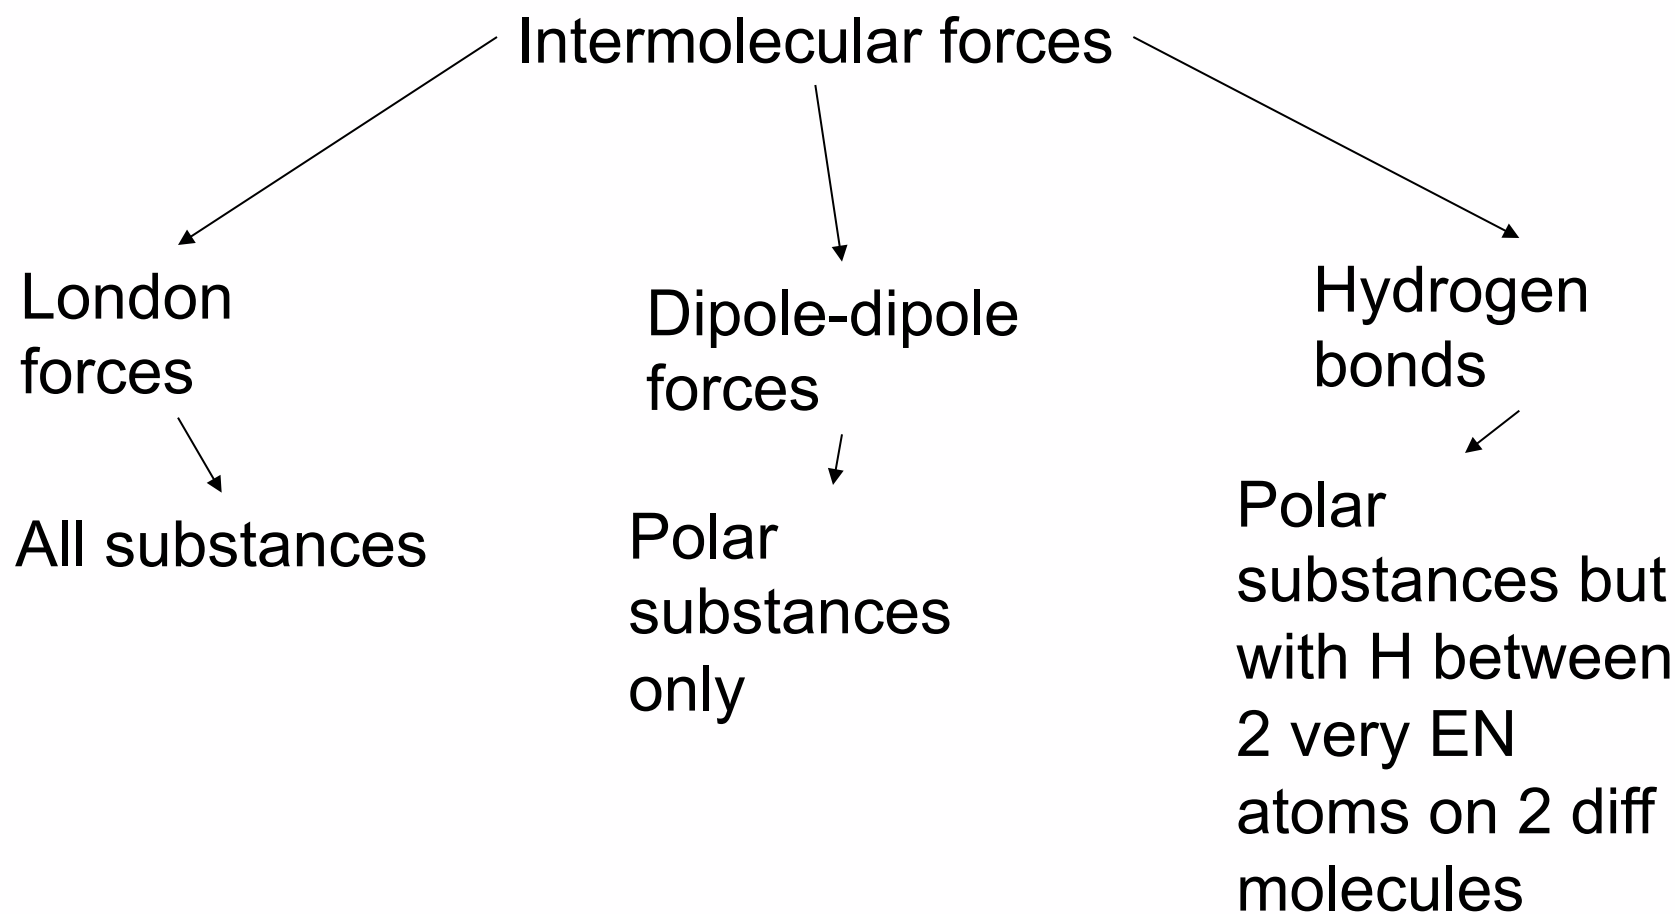 Intermolecular forces
London
forces
All substances
Dipole-dipole
forces
Polar
substances
only
Hydrogen
bonds
Polar
substances but
with H between
2 very EN
atoms on 2 diff
molecules